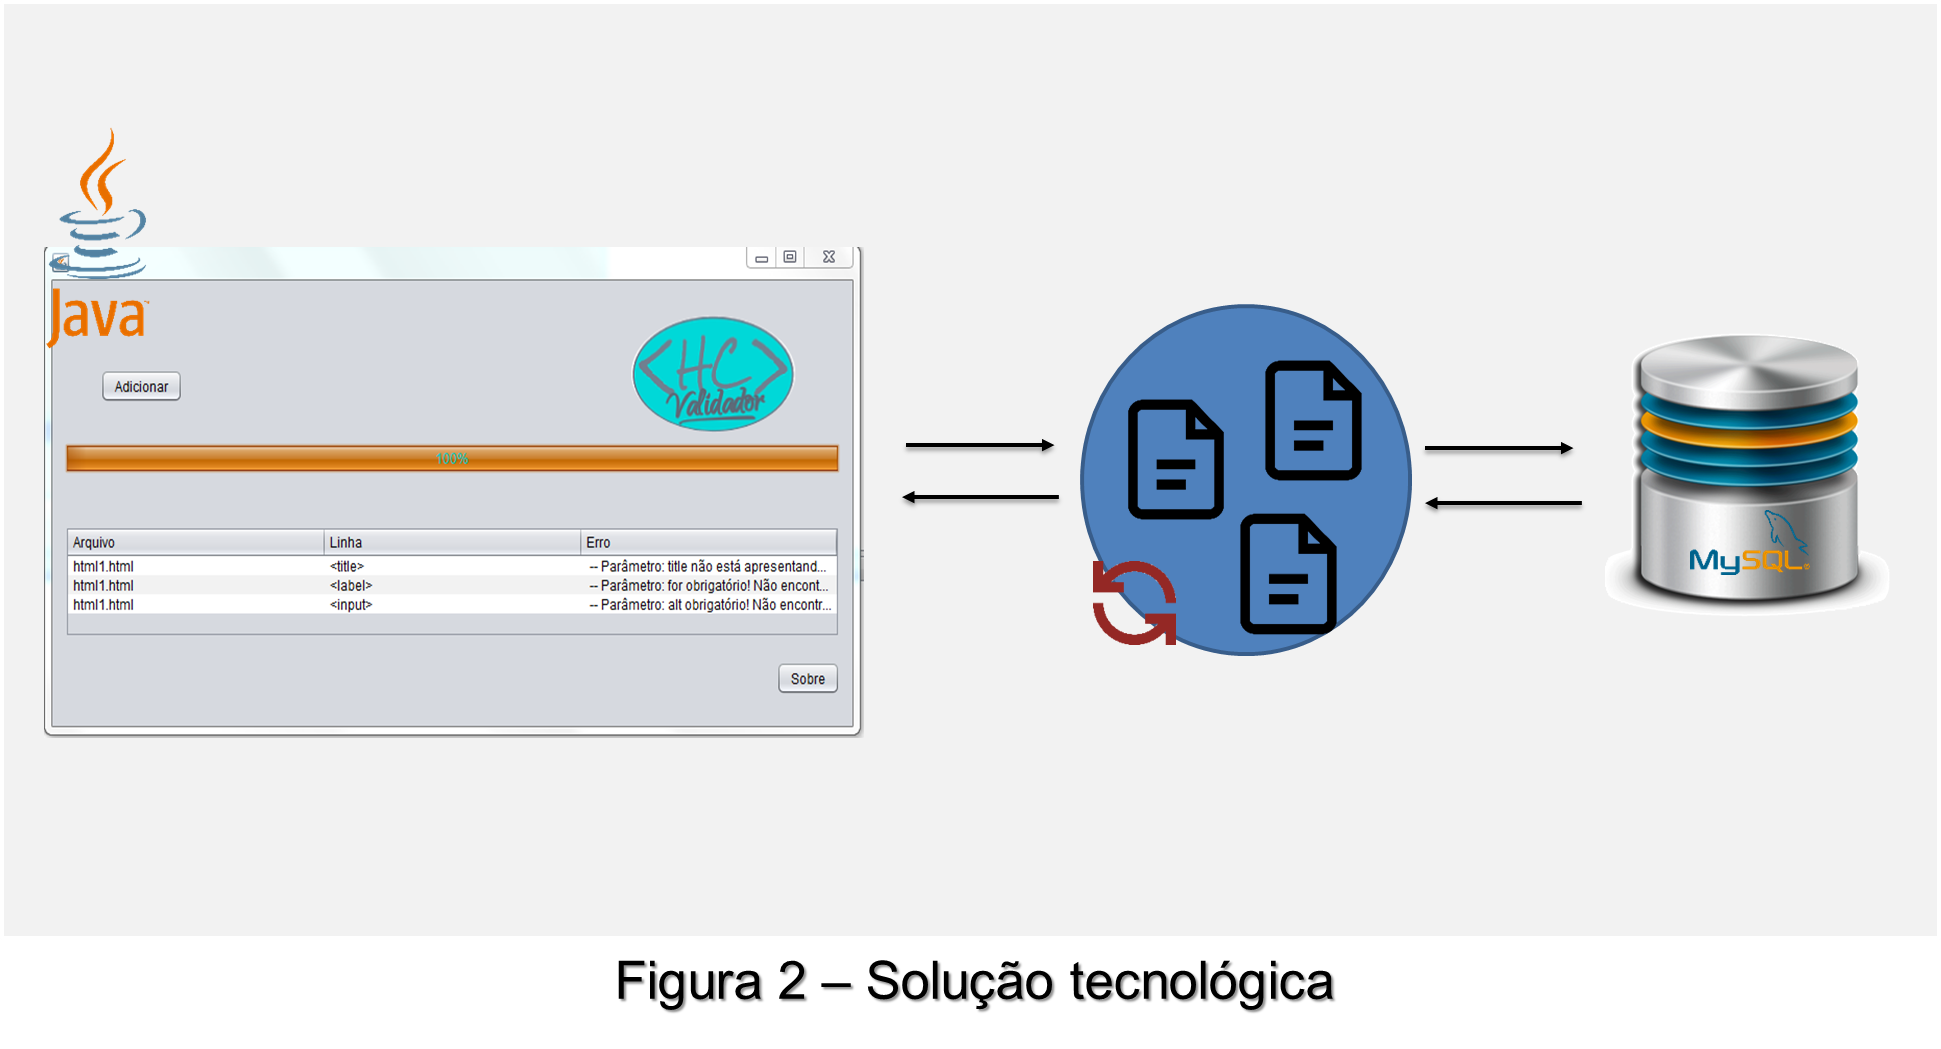 Java™
HC
Validador
Adicionar
100%
Arquivo Linha Erro
html1.html <title> -- Parâmetro: title não está apresentand...
html1.html <label> -- Parâmetro: for obrigatório! Não encont...
html1.html <input> -- Parâmetro: alt obrigatório! Não encontr...
Sobre
MySQL®
Figura 2 – Solução tecnológica